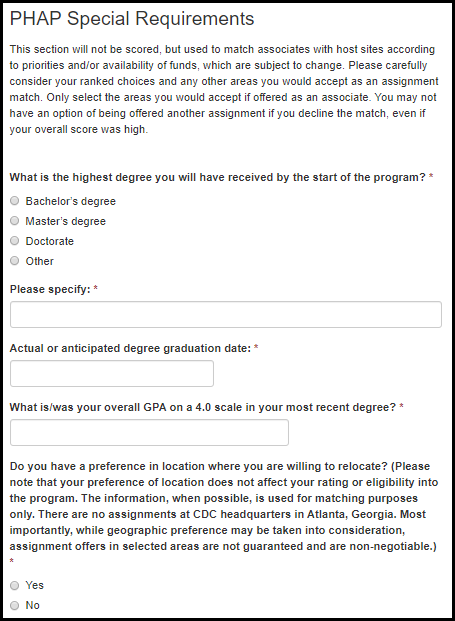 PHAP Special Requirements
This section will not be scored, but used to match associates with host sites according
to priorities and/or availability of funds, which are subject to change. Please carefully
consider your ranked choices and any other areas you would accept as an assignment
match. Only select the areas you would accept if offered as an associate. You may not
have an option of being offered another assignment if you decline the match, even if
your overall score was high.
What is the highest degree you will have received by the start of the program? *
Bachelor's degree
Master's degree
Doctorate
Other
Please specify: *
Actual or anticipated degree graduation date: *
What is/was your overall GPA on a 4.0 scale in your most recent degree? *
Do you have a preference in location where you are willing to relocate? (Please
note that your preference of location does not affect your rating or eligibility into
the program. The information, when possible, is used for matching purposes
only. There are no assignments at CDC headquarters in Atlanta, Georgia. Most
importantly, while geographic preference may be taken into consideration,
assignment offers in selected areas are not guaranteed and are non-negotiable.)
*
Yes
No